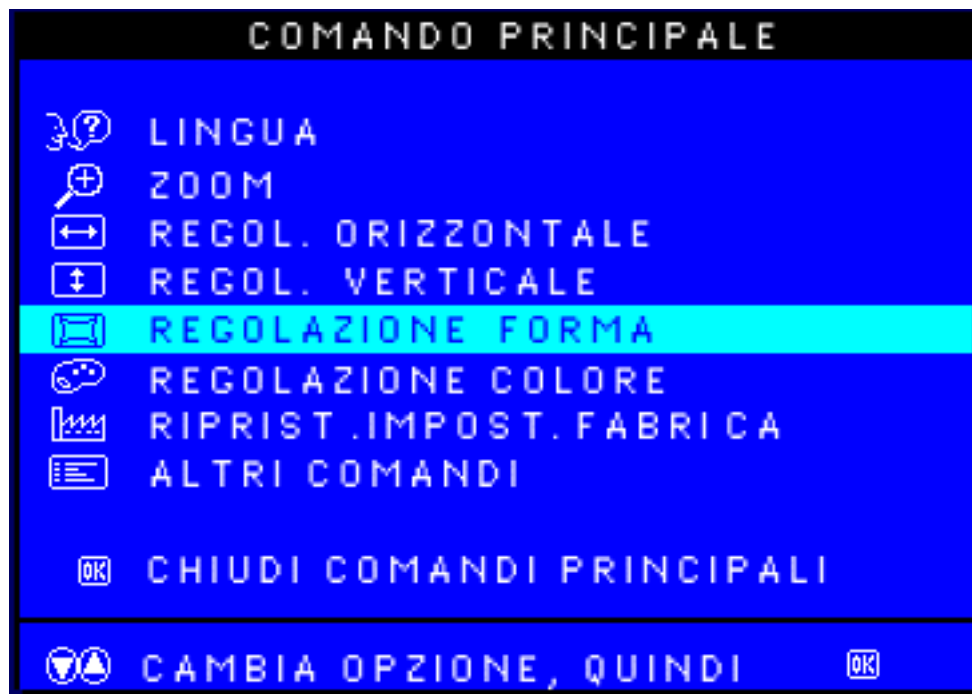 COMANDO PRINCIPALE
LINGUA
ZOOM
REGOL. ORIZZONTALE
REGOL. VERTICALE
REGOLAZIONE FORMA
REGOLAZIONE COLORE
RIPRIST.IMPOST.FABRICA
ALTRI COMANDI
OK CHIUDI COMANDI PRINCIPALI
CAMBIA OPZIONE, QUINDI OK